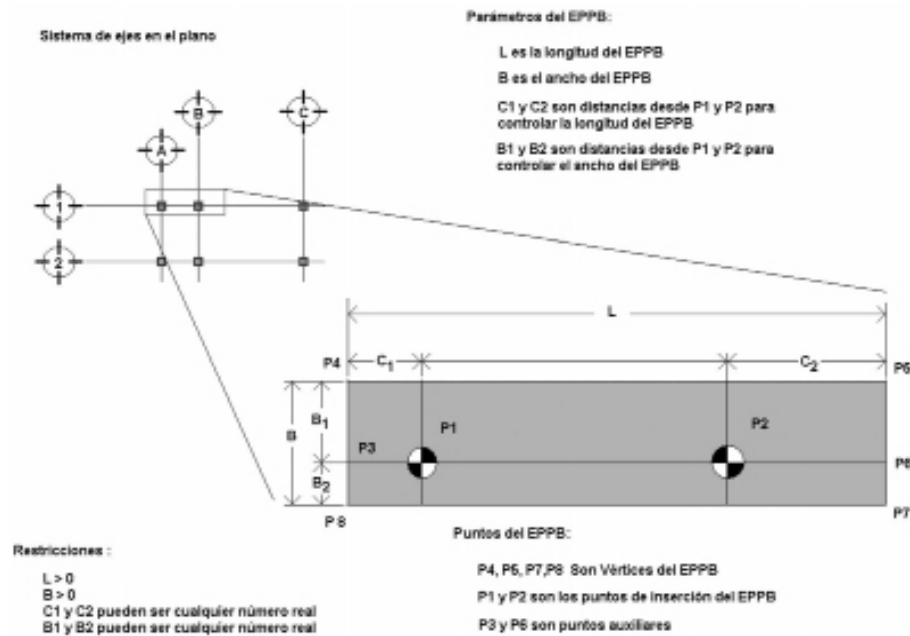 Sistema de ejes en el plano
A
B
C
1
2
Parámetros del EPPB:
L es la longitud del EPPB
B es el ancho del EPPB
C1 y C2 son distancias desde P1 y P2 para
controlar la longitud del EPPB
B1 y B2 son distancias desde P1 y P2 para
controlar el ancho del EPPB
L
P4
C1
C2
P5
B
B1
B2
P3
P1
P2
P6
P8
P7
Restricciones :
L > 0
B > 0
C1 y C2 pueden ser cualquier número real
B1 y B2 pueden ser cualquier número real
Puntos del EPPB:
P4, P5, P7,P8 Son Vértices del EPPB
P1 y P2 son los puntos de inserción del EPPB
P3 y P6 son puntos auxiliares